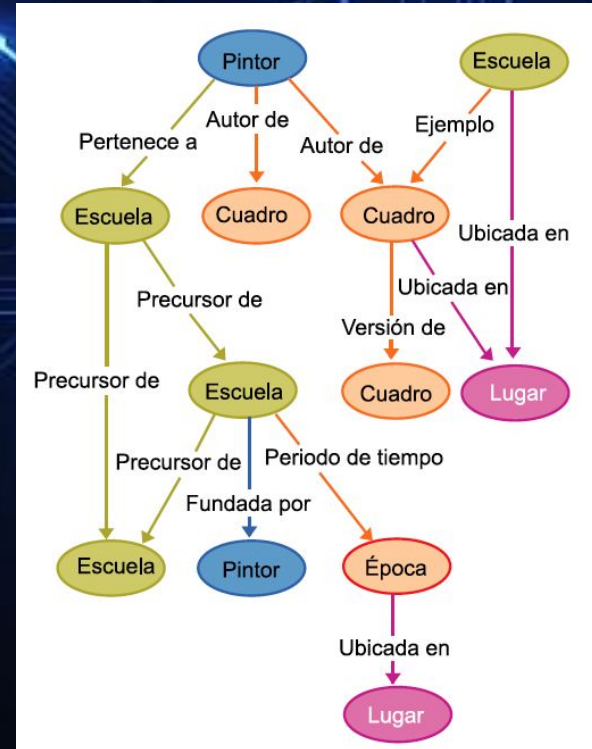 Pintor
Escuela
Autor de
Ejemplo
Pertenece a
Autor de
Escuela
Cuadro
Cuadro
Ubicada en
Precursor de
Ubicada en
Versión de
Precursor de
Escuela
Cuadro
Lugar
Precursor de
Periodo de tiempo
Fundada por
Escuela
Pintor
Época
Ubicada en
Lugar